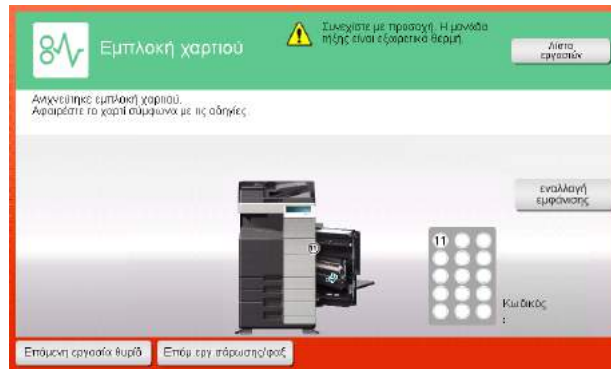 Εμπλοκή χαρτιού
Συνεχίστε με προσοχή. Η μονάδα
τήξης είναι εξαιρετικά θερμή.
Λίστα
εργασιών
Ανιχνεύτηκε εμπλοκή χαρτιού.
Αφαιρέστε το χαρτί σύμφωνα με τις οδηγίες.
εναλλαγή
εμφάνισης
11
11
Κωδικός
:
Επόμενη εργασία θυρίδ
Επόμ εργ σάρωσης/φαξ